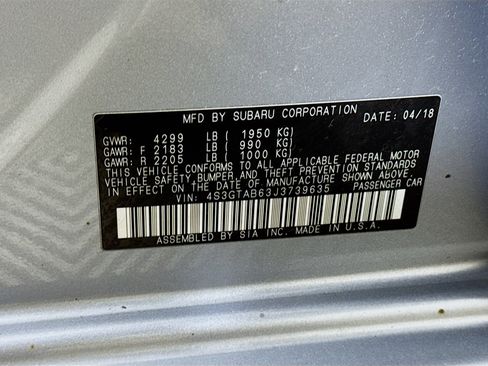 MFD BY SUBARU CORPORATION DATE: 04/18
GVWR: 4299 LB ( 1950 KG)
GAWR: F 2183 LB ( 990 KG)
GAWR: R 2205 LB ( 1000 KG)
THIS VEHICLE CONFORMS TO ALL APPLICABLE FEDERAL MOTOR
VEHICLE SAFETY, BUMPER, AND THEFT PREVENTION STANDARDS
IN EFFECT ON THE DATE OF MANUFACTURE SHOWN ABOVE.
VIN: 4S3GTAB63J3739635 PASSENGER CAR
ASSEMBLED BY SIA INC. MADE IN U.S.A.